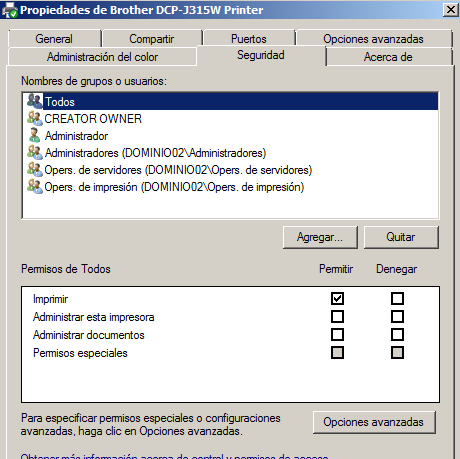 Propiedades de Brother DCP-J315W Printer
General Compartir Puertos Opciones avanzadas
Administración del color Seguridad Acerca de
Nombres de grupos o usuarios:
Todos
CREATOR OWNER
Administrador
Administradores (DOMINIO02\Administradores)
Opers. de servidores (DOMINIO02\Opers. de servidores)
Opers. de impresión (DOMINIO02\Opers. de impresión)
Agregar... Quitar
Permisos de Todos Permitir Denegar
Imprimir
Administrar esta impresora
Administrar documentos
Permisos especiales
Para especificar permisos especiales o configuraciones
avanzadas, haga clic en Opciones avanzadas.
Opciones avanzadas
Obtener más información acerca de control y permisos de acceso